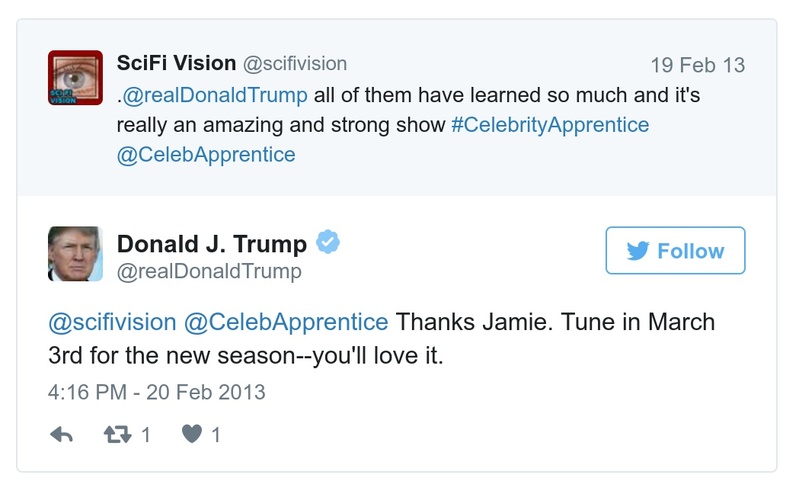 SciFi Vision @scifivision 19 Feb 13
.@realDonaldTrump all of them have learned so much and it's
really an amazing and strong show #CelebrityApprentice
@CelebApprentice
SCI FI
VISION
Donald J. Trump
@realDonaldTrump
Follow
@scifivision @CelebApprentice Thanks Jamie. Tune in March
3rd for the new season--you'll love it.
4:16 PM - 20 Feb 2013
1 1